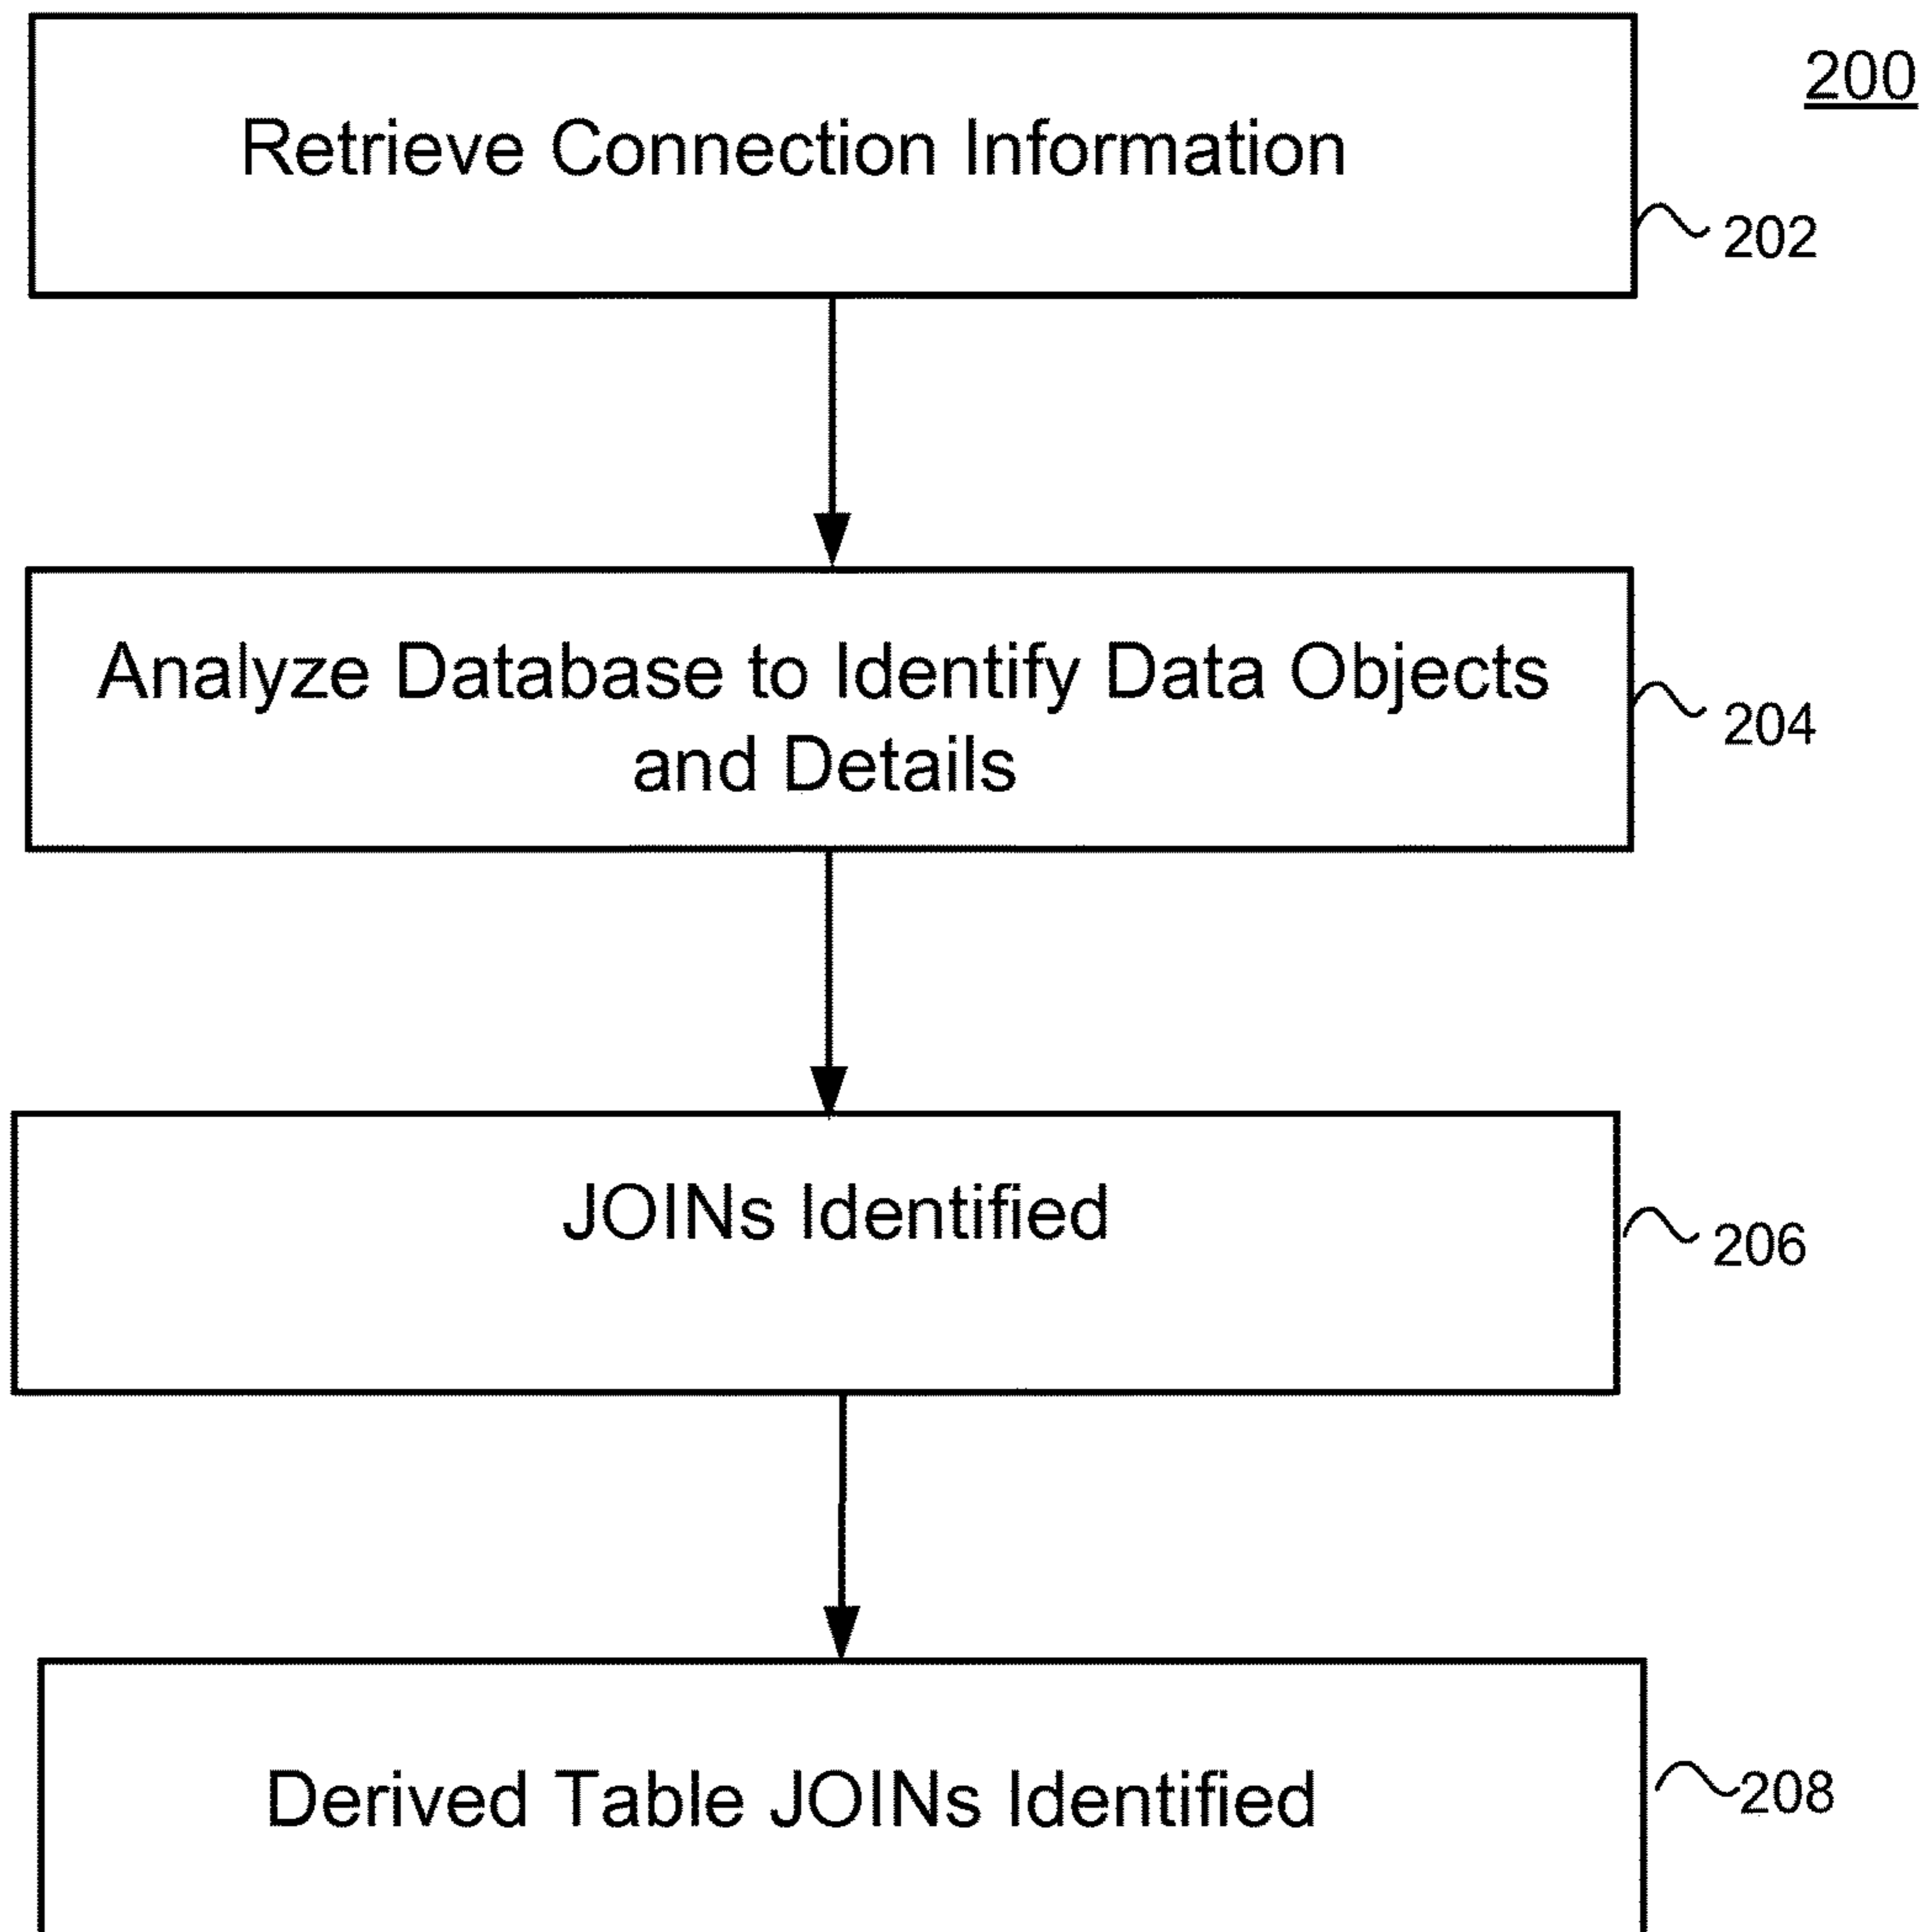 200
Retrieve Connection Information
202
Analyze Database to Identify Data Objects
and Details
204
JOINs Identified
206
Derived Table JOINs Identified
208